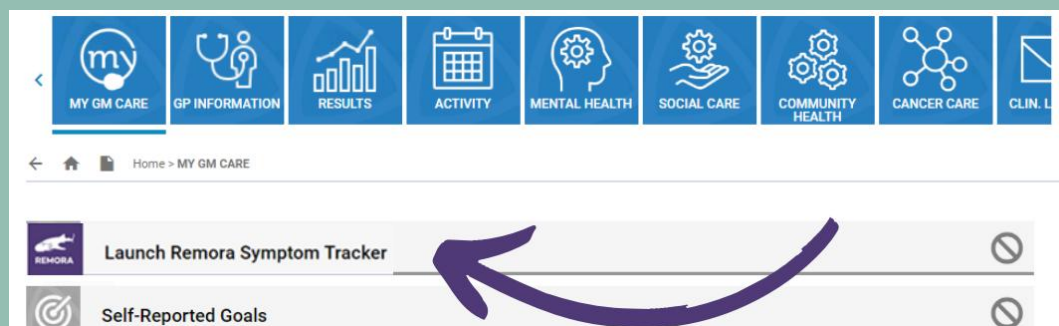 my
MY GM CARE
GP INFORMATION
RESULTS
ACTIVITY
MENTAL HEALTH
SOCIAL CARE
COMMUNITY
HEALTH
CANCER CARE
CLIN. L
Home > MY GM CARE
REMORA
Launch Remora Symptom Tracker
Self-Reported Goals